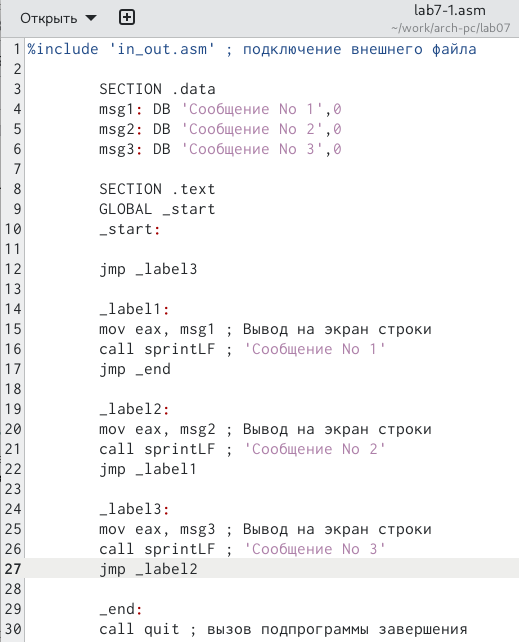 Открыть
lab7-1.asm
~/work/arch-pc/lab07
1 %include 'in_out.asm' ; подключение внешнего файла
2
3 SECTION .data
4 msg1: DB 'Сообщение No 1',0
5 msg2: DB 'Сообщение No 2',0
6 msg3: DB 'Сообщение No 3',0
7
8 SECTION .text
9 GLOBAL _start
10 _start:
11
12 jmp _label3
13
14 _label1:
15 mov eax, msg1 ; Вывод на экран строки
16 call sprintLF ; 'Сообщение No 1'
17 jmp _end
18
19 _label2:
20 mov eax, msg2 ; Вывод на экран строки
21 call sprintLF ; 'Сообщение No 2'
22 jmp _label1
23
24 _label3:
25 mov eax, msg3 ; Вывод на экран строки
26 call sprintLF ; 'Сообщение No 3'
27 jmp _label2
28
29 _end:
30 call quit ; вызов подпрограммы завершения